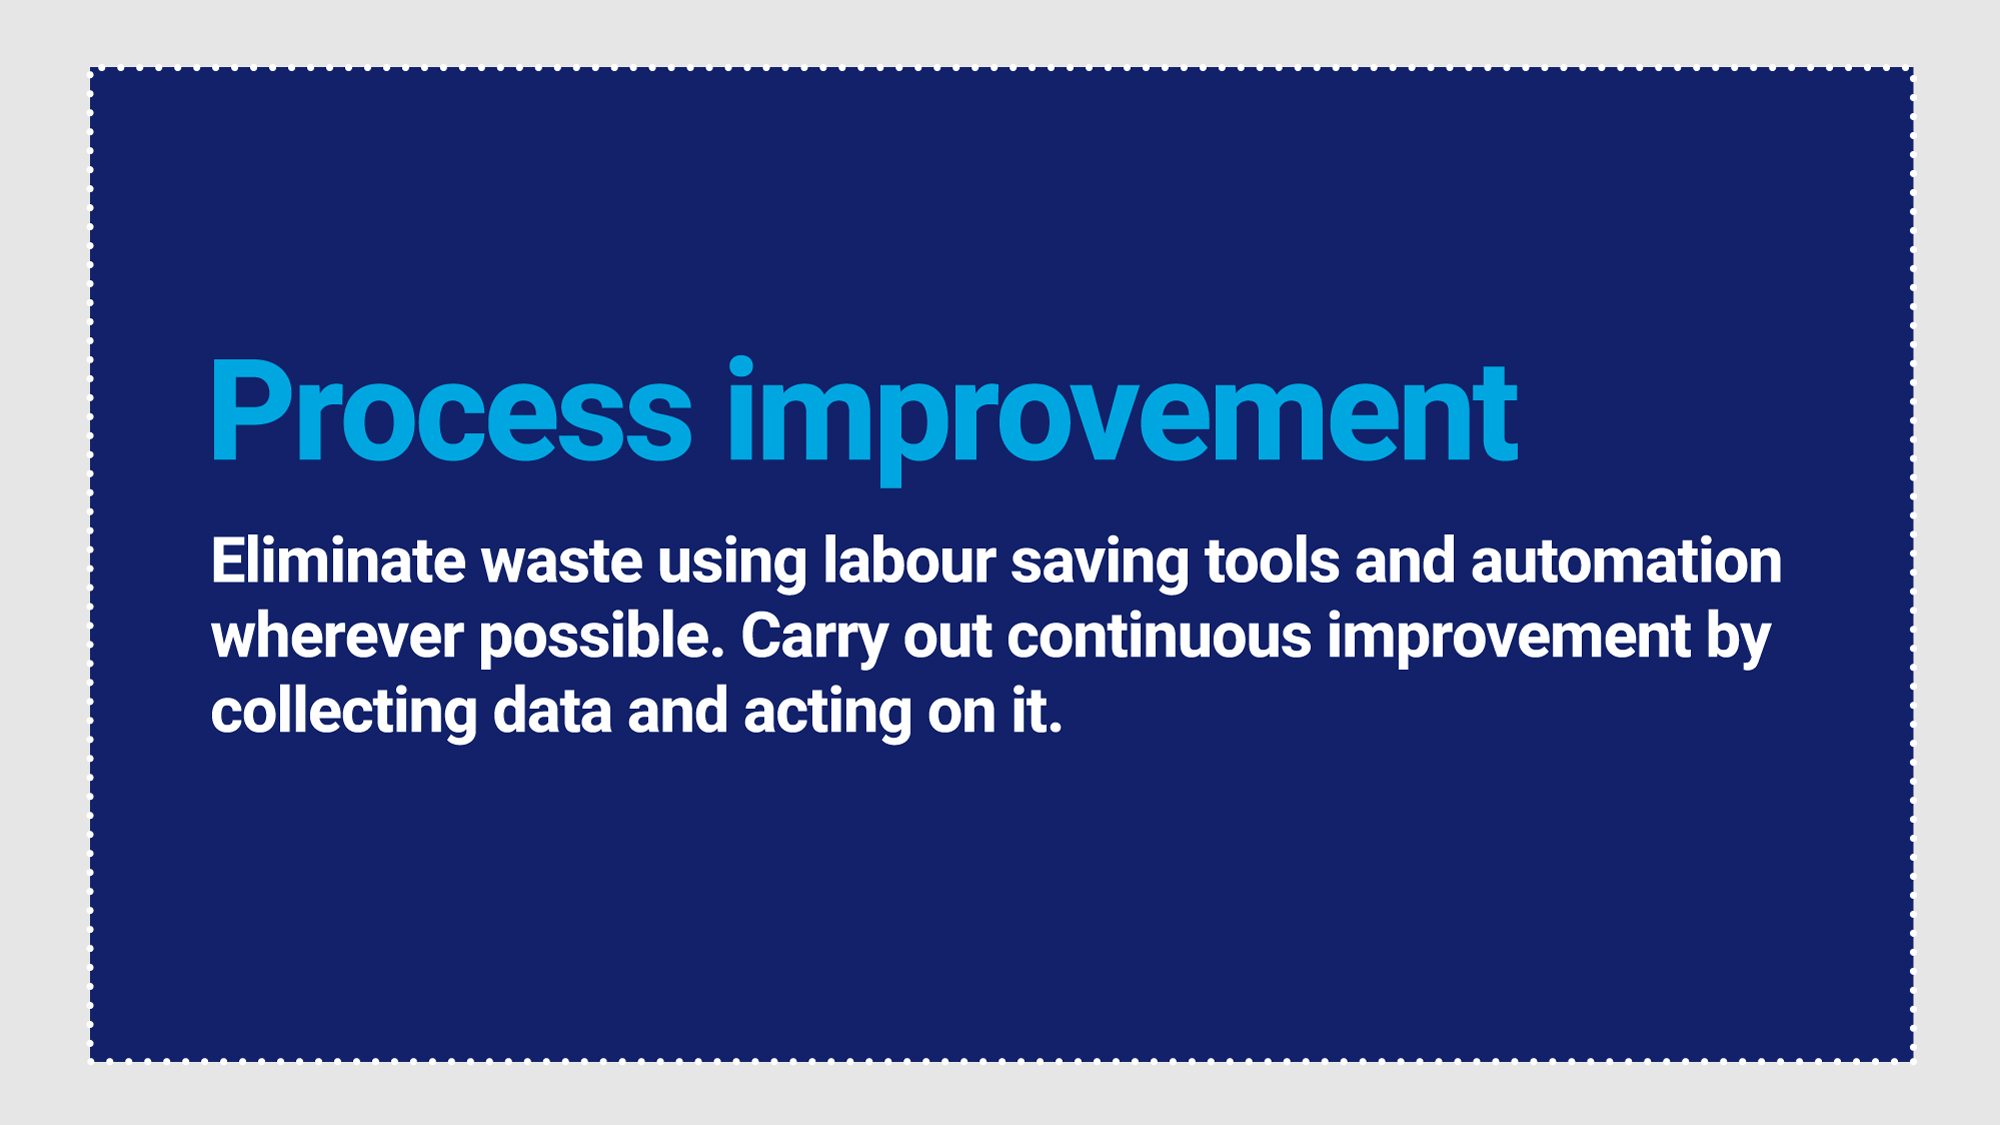 Process improvement
Eliminate waste using labour saving tools and automation
wherever possible. Carry out continuous improvement by
collecting data and acting on it.